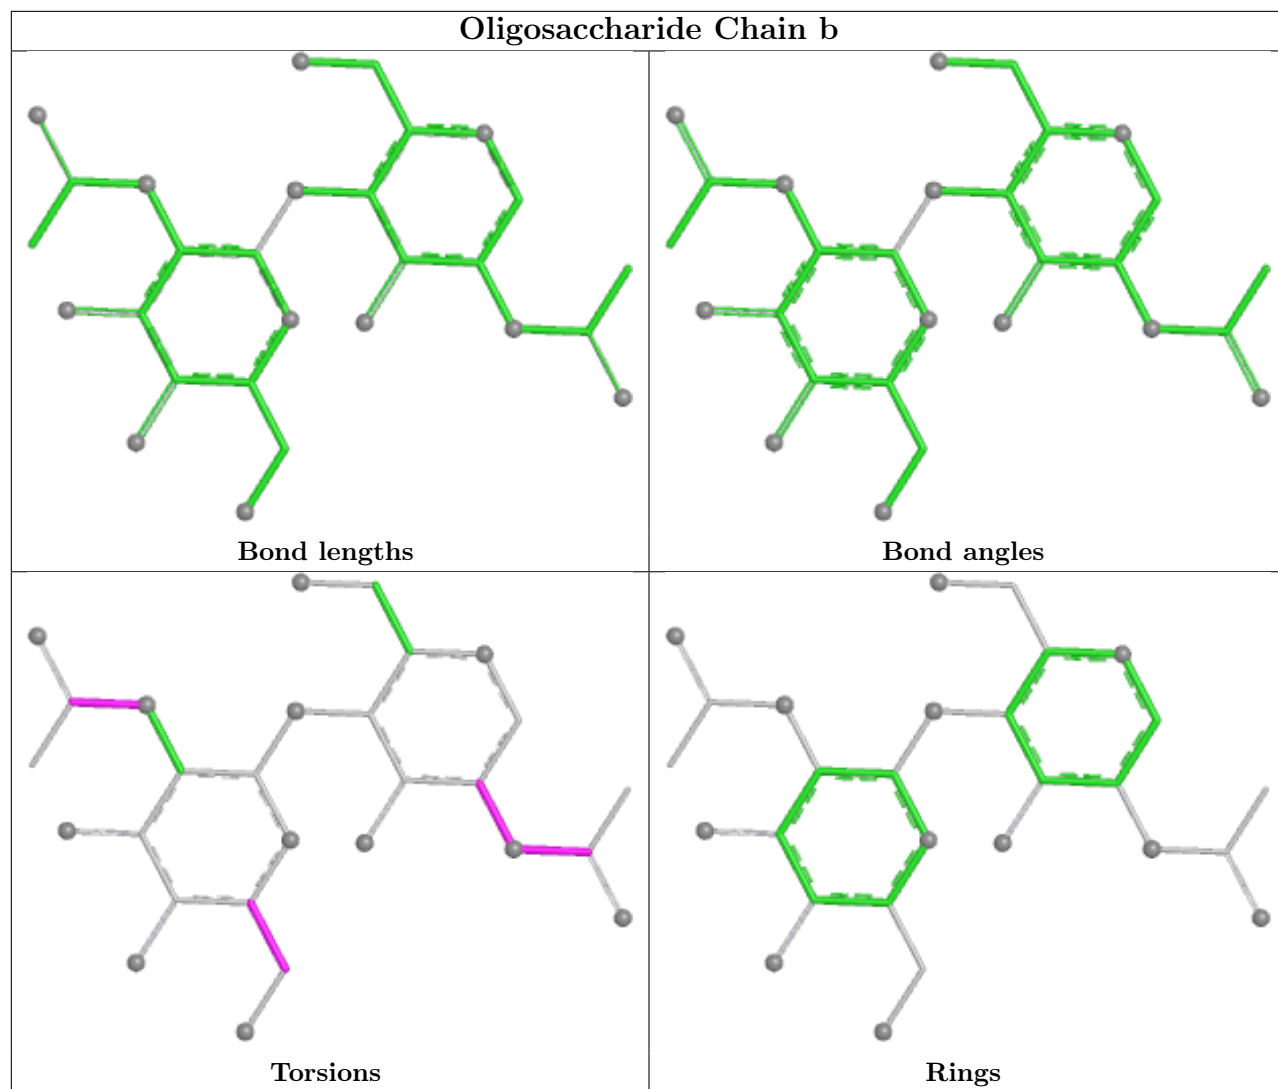 Oligosaccharide Chain b
Bond lengths
Bond angles
Torsions
Rings